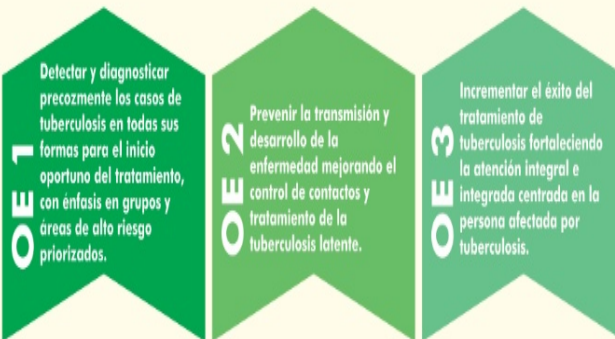 OE 1
Detectar y diagnosticar
precozmente los casos de
tuberculosis en todas sus
formas para el inicio
oportuno del tratamiento,
con énfasis en grupos y
áreas de alto riesgo
priorizados.
OE 2
Prevenir la transmisión y
desarrollo de la
enfermedad mejorando el
control de contactos y
tratamiento de la
tuberculosis latente.
OE 3
Incrementar el éxito del
tratamiento de
tuberculosis fortaleciendo
la atención integral e
integrada centrada en la
persona afectada por
tuberculosis.